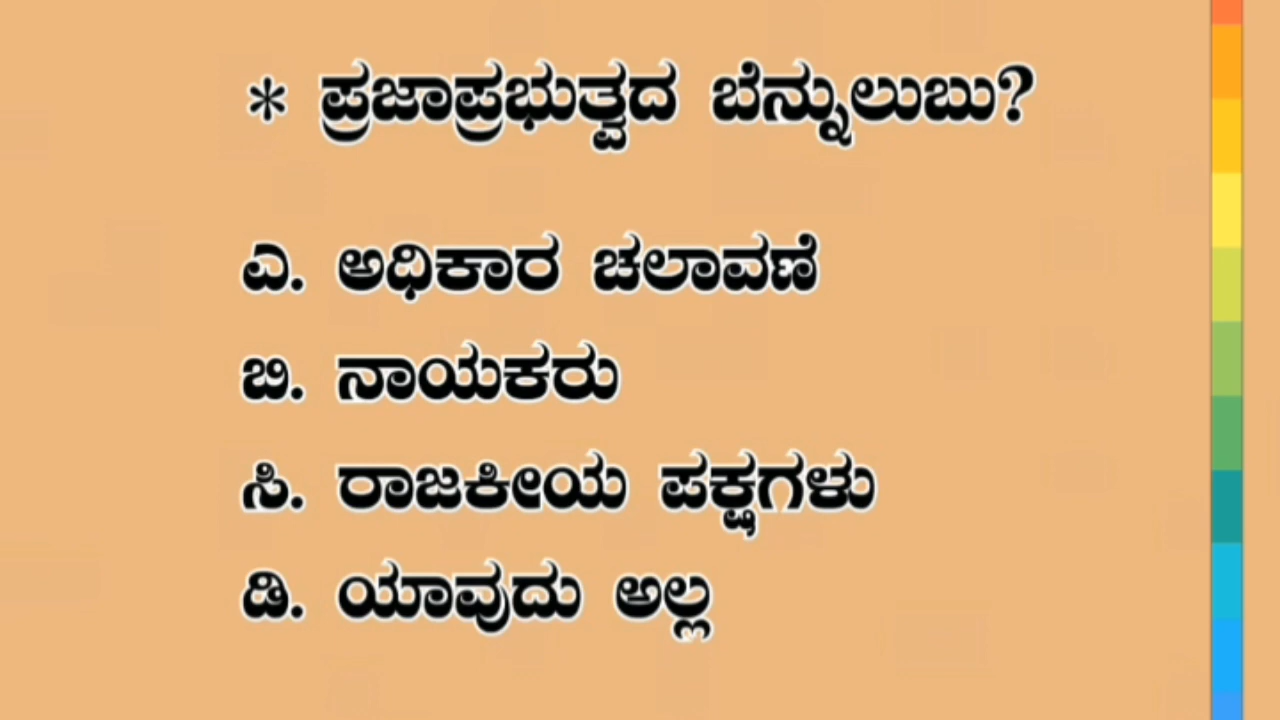 * ಪ್ರಜಾಪ್ರಭುತ್ವದ ಬೆನ್ನುಲುಬು?
ಎ. ಅಧಿಕಾರ ಚಲಾವಣೆ
ಬಿ. ನಾಯಕರು
ಸಿ. ರಾಜಕೀಯ ಪಕ್ಷಗಳು
ಡಿ. ಯಾವುದು ಅಲ್ಲ